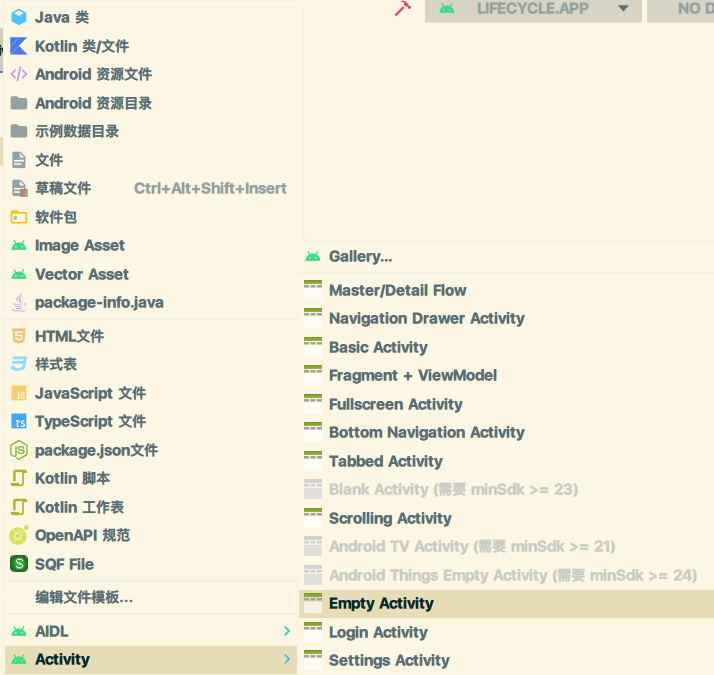 LIFECYCLE.APP
NO D
Java 类
Kotlin 类/文件
Android 资源文件
Android 资源目录
示例数据目录
文件
草稿文件 Ctrl+Alt+Shift+Insert
软件包
Image Asset
Vector Asset
package-info.java
HTML文件
样式表
JavaScript 文件
TypeScript 文件
package.json文件
Kotlin 脚本
Kotlin 工作表
OpenAPI 规范
SQF File
编辑文件模板...
AIDL
Activity
Gallery...
Master/Detail Flow
Navigation Drawer Activity
Basic Activity
Fragment + ViewModel
Fullscreen Activity
Bottom Navigation Activity
Tabbed Activity
Blank Activity (需要 minSdk >= 23)
Scrolling Activity
Android TV Activity (需要 minSdk >= 21)
Android Things Empty Activity (需要 minSdk >= 24)
Empty Activity
Login Activity
Settings Activity